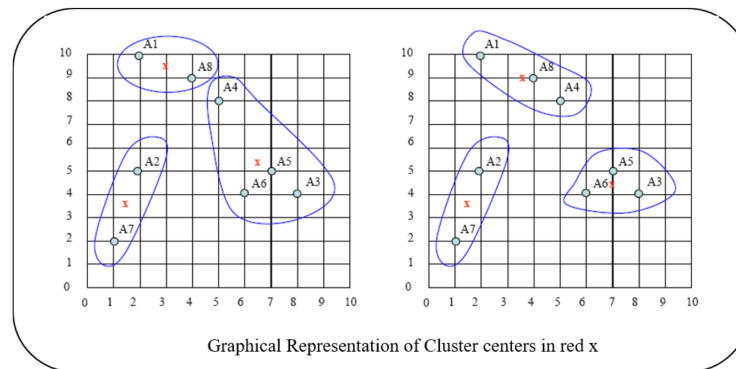 10
9
8
7
6
5
4
3
2
1
0
0 1 2 3 4 5 6 7 8 9 10
A1
x
A8
A4
A2
x
A5
A6
A3
x
A7
10
9
8
7
6
5
4
3
2
1
0
0 1 2 3 4 5 6 7 8 9 10
A1
x
A8
A4
A2
A5
A6
x
A3
x
A7
Graphical Representation of Cluster centers in red x